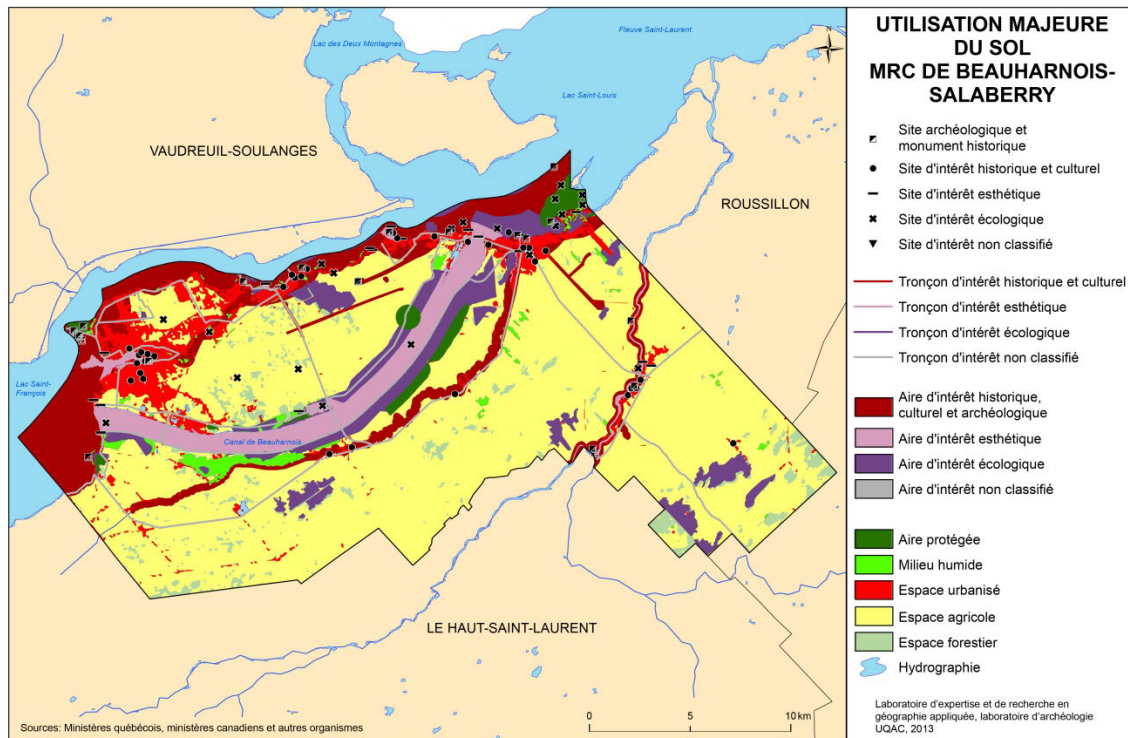 Lac des Deux Montagnes
Fleuve Saint-Laurent
N
Lac Saint-Louis
VAUDREUIL-SOULANGES
ROUSSILLON
Lac Saint-
François
Canal de Beauharnois
LE HAUT-SAINT-LAURENT
Sources: Ministères québécois, ministères canadiens et autres organismes
0 5 10 km
UTILISATION MAJEURE
DU SOL
MRC DE BEAUHARNOIS-
SALABERRY
Site archéologique et
monument historique
Site d'intérêt historique et culturel
Site d'intérêt esthétique
Site d'intérêt écologique
Site d'intérêt non classifié
Tronçon d'intérêt historique et culturel
Tronçon d'intérêt esthétique
Tronçon d'intérêt écologique
Tronçon d'intérêt non classifié
Aire d'intérêt historique,
culturel et archéologique
Aire d'intérêt esthétique
Aire d'intérêt écologique
Aire d'intérêt non classifié
Aire protégée
Milieu humide
Espace urbanisé
Espace agricole
Espace forestier
Hydrographie
Laboratoire d'expertise et de recherche en
géographie appliquée, laboratoire d'archéologie
UQAC, 2013